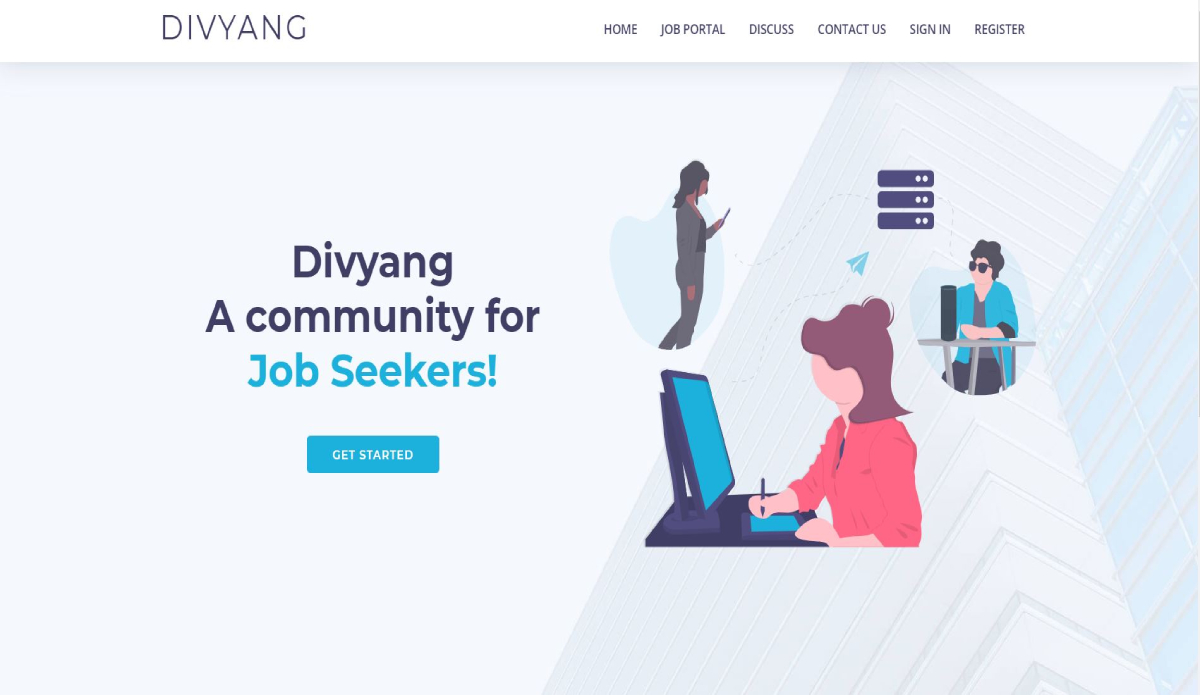 DIVYANG
HOME JOB PORTAL DISCUSS CONTACT US SIGN IN REGISTER
Divyang
A community for
Job Seekers!
GET STARTED